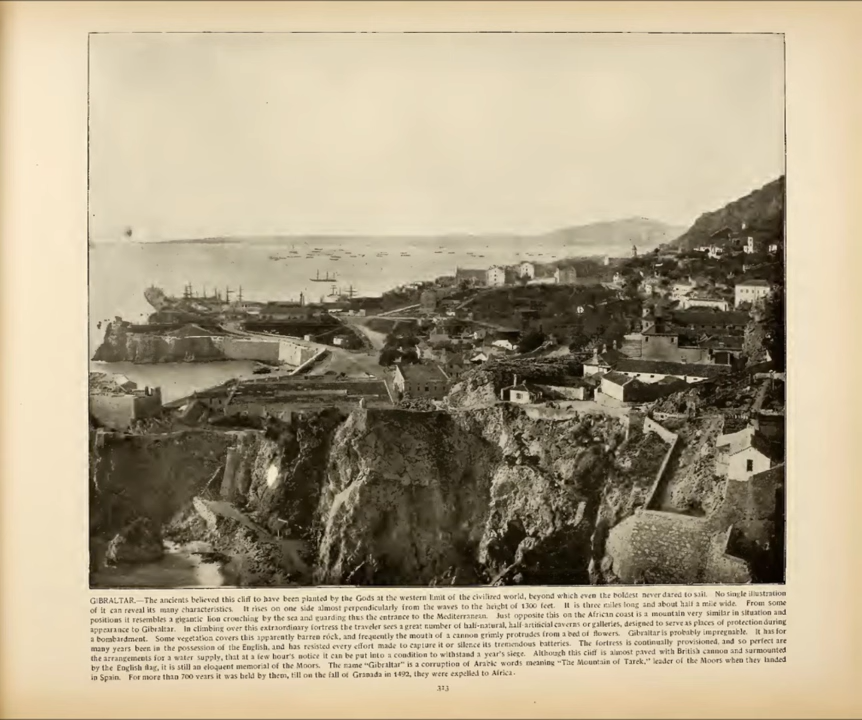 GIBRALTAR.—The ancients believed this cliff to have been planted by the Gods at the western limit of the civilized world, beyond which even the boldest never dared to sail. No single illustration
of it can reveal its many characteristics. It rises on one side almost perpendicularly from the waves to the height of 1300 feet. It is three miles long and about half a mile wide. From some
positions it resembles a gigantic lion crouching by the sea and guarding thus the entrance to the Mediterranean. Just opposite this on the African coast is a mountain very similar in situation and
appearance to Gibraltar. In climbing over this extraordinary fortress the traveler sees a great number of half-natural, half-artificial caverns or galleries, designed to serve as places of protection during
a bombardment. Some vegetation covers this apparently barren rock, and frequently the mouth of a cannon grimly protrudes from a bed of flowers. Gibraltar is probably impregnable. It has for
many years been in the possession of the English, and has resisted every effort made to capture it or silence its tremendous batteries. The fortress is continually provisioned, and so perfect are
the arrangements for a water supply, that at a few hour's notice it can be put into a condition to withstand a year's siege. Although this cliff is almost paved with British cannon and surmounted
by the English flag, it is still an eloquent memorial of the Moors. The name "Gibraltar" is a corruption of Arabic words meaning "The Mountain of Tarek," leader of the Moors when they landed
in Spain. For more than 700 years it was held by them, till on the fall of Granada in 1492, they were expelled to Africa.
313